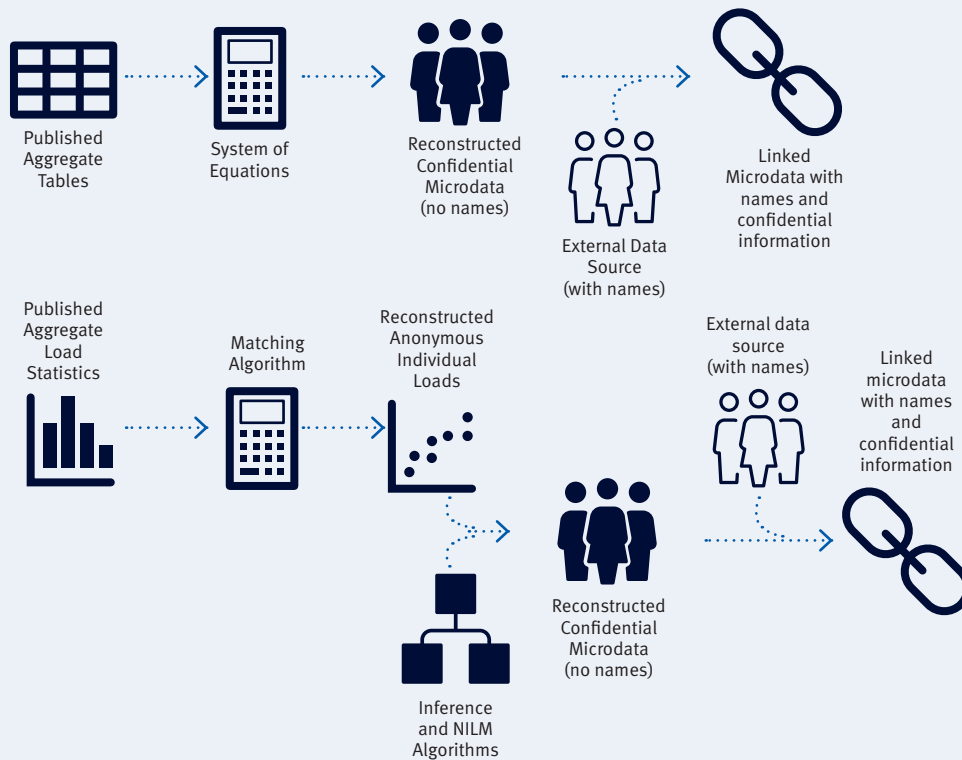 Published
Aggregate
Tables
System of
Equations
Reconstructed
Confidential
Microdata
(no names)
External Data
Source
(with names)
Linked
Microdata with
names and
confidential
information
Published
Aggregate
Load
Statistics
Matching
Algorithm
Reconstructed
Anonymous
Individual
Loads
Inference
and NILM
Algorithms
Reconstructed
Confidential
Microdata
(no names)
External data
source
(with names)
Linked
microdata
with names
and
confidential
information